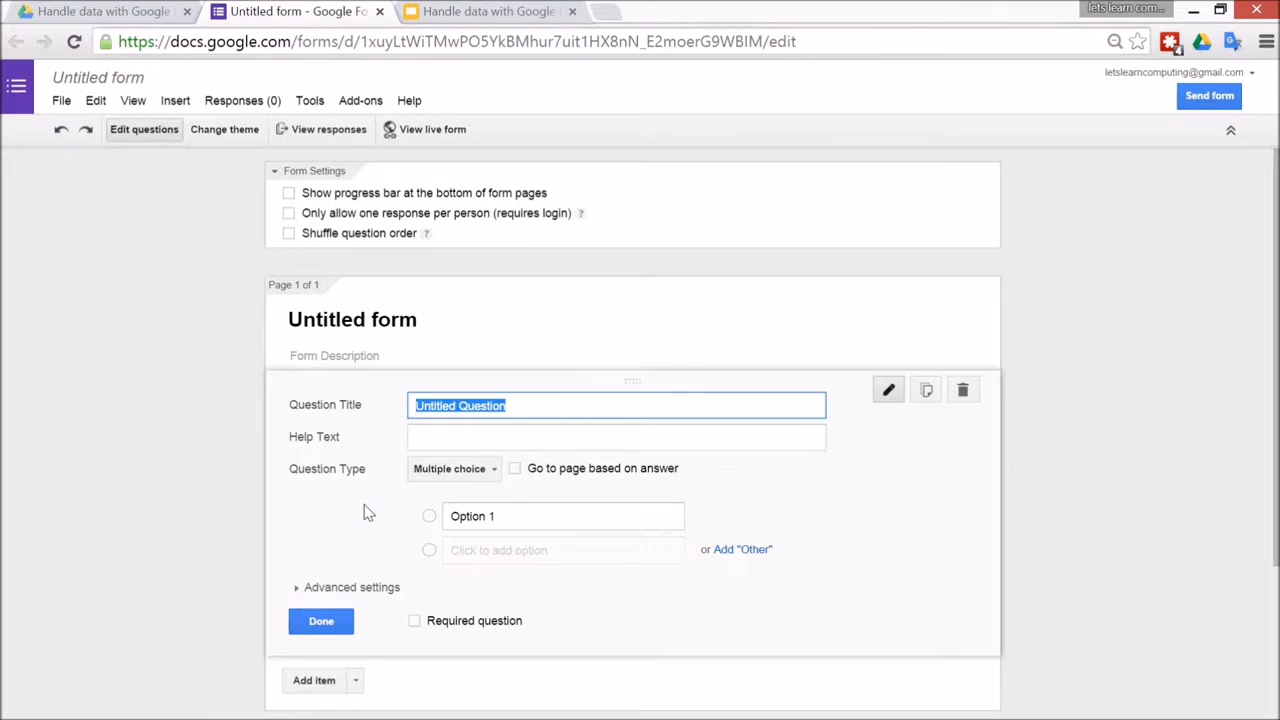 Handle data with Google
Untitled form - Google Fo
Handle data with Google
lets learn com...
https://docs.google.com/forms/d/1xuyLtWiTMwPO5YkBMhur7uit1HX8nN_E2moerG9WBIM/edit
Untitled form
letslearncomputing@gmail.com
File Edit View Insert Responses (0) Tools Add-ons Help
Send form
Edit questions Change theme View responses View live form
Form Settings
Show progress bar at the bottom of form pages
Only allow one response per person (requires login) ?
Shuffle question order ?
Page 1 of 1
Untitled form
Form Description
Question Title Untitled Question
Help Text
Question Type Multiple choice Go to page based on answer
Option 1
Click to add option or Add "Other"
Advanced settings
Done Required question
Add item